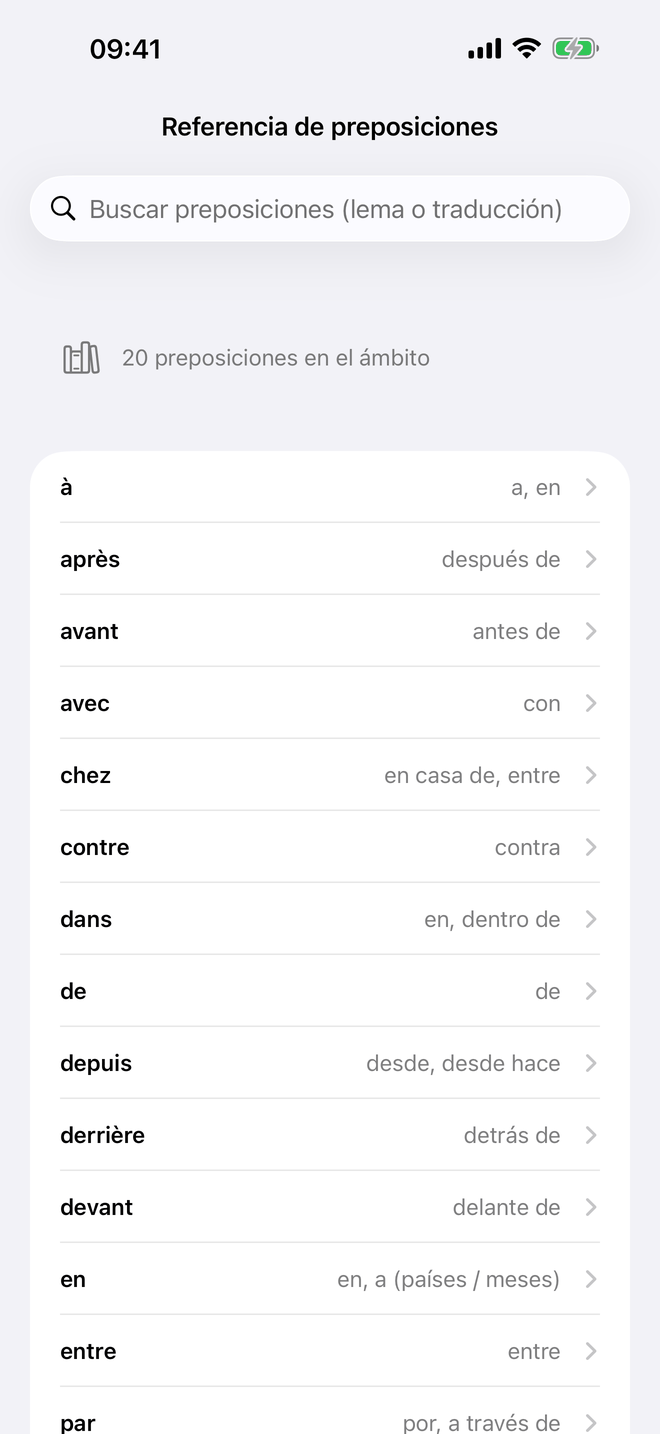 09:41
Referencia de preposiciones
Buscar preposiciones (lema o traducción)
20 preposiciones en el ámbito
à a, en
après después de
avant antes de
avec con
chez en casa de, entre
contre contra
dans en, dentro de
de de
depuis desde, desde hace
derrière detrás de
devant delante de
en en, a (países / meses)
entre entre
par por, a través de